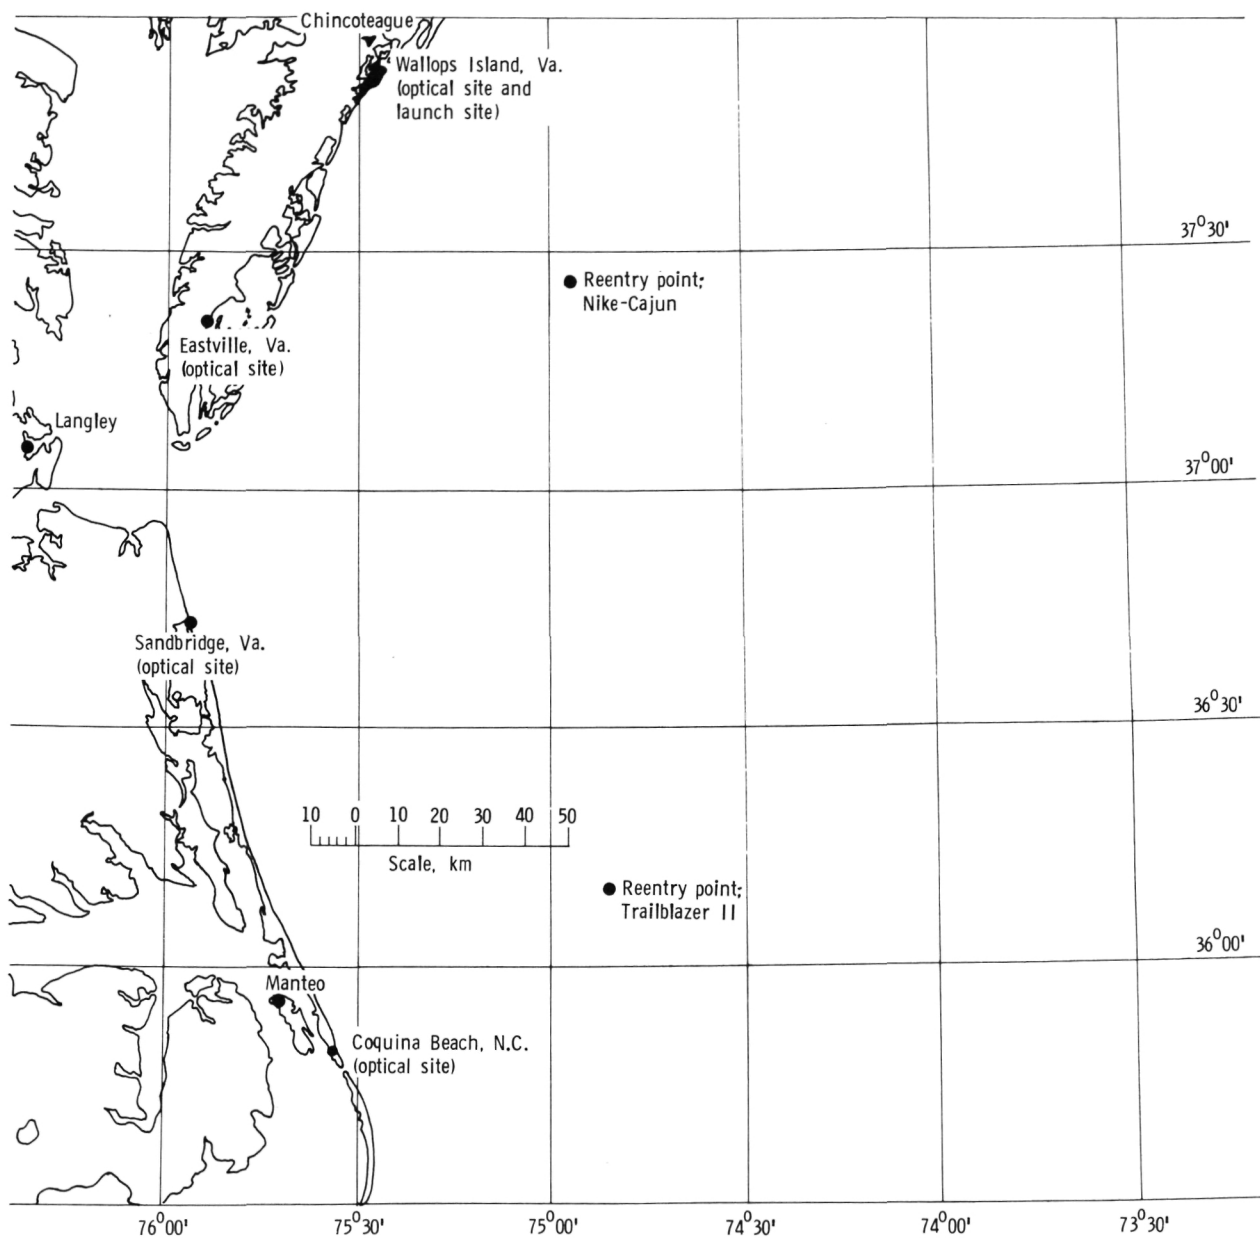 Chincoteague
Wallops Island, Va.
(optical site and
launch site)
37°30'
Reentry point;
Nike-Cajun
Eastville, Va.
(optical site)
Langley
37°00'
Sandbridge, Va.
(optical site)
36°30'
10 0 10 20 30 40 50
Scale, km
Reentry point;
Trailblazer II
36°00'
Manteo
Coquina Beach, N.C.
(optical site)
76°00' 75°30' 75°00' 74°30' 74°00' 73°30'